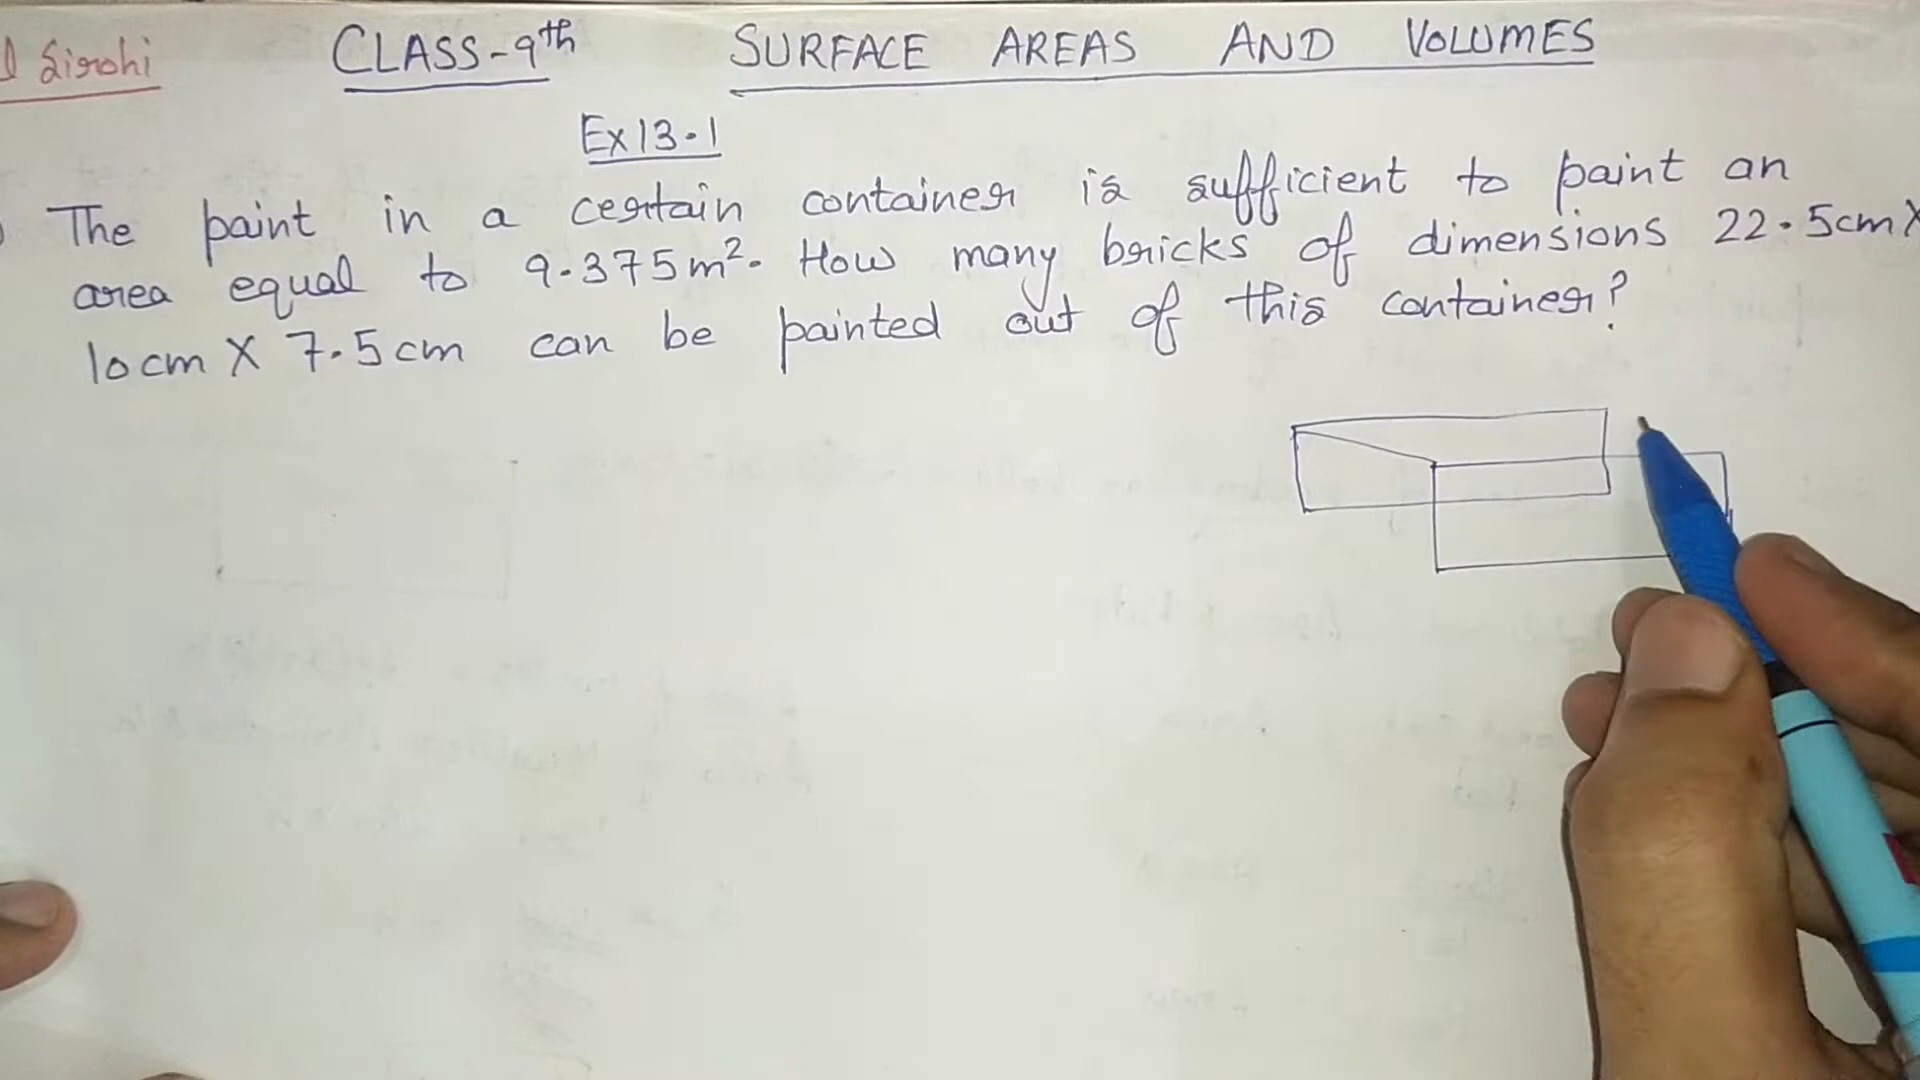 Sirohi CLASS-9th SURFACE AREAS AND VOLUMES
Ex 13.1
The paint in a certain container is sufficient to paint an
area equal to 9.375m². How many bricks of dimensions 22.5cm X
10cm X 7.5cm can be painted out of this container?